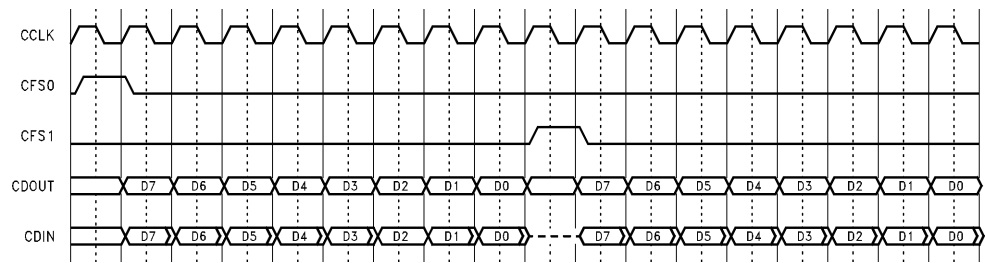 CCLK
CFS0
CFS1
CDOUT D7 D6 D5 D4 D3 D2 D1 D0 D7 D6 D5 D4 D3 D2 D1 D0
CDIN D7 D6 D5 D4 D3 D2 D1 D0 D7 D6 D5 D4 D3 D2 D1 D0